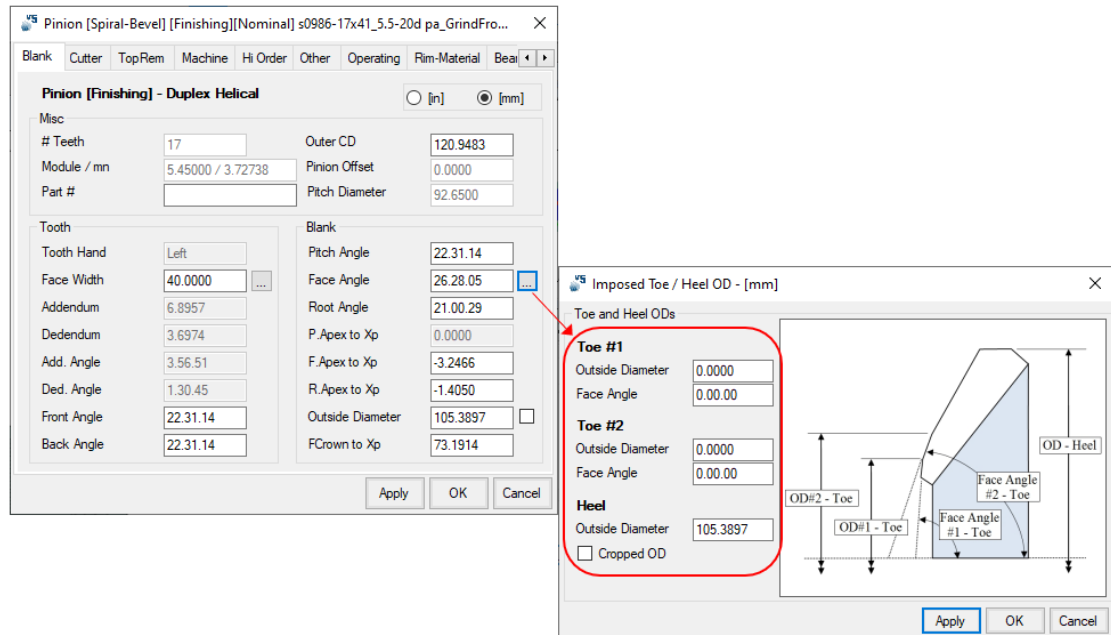 Pinion [Spiral-Bevel] [Finishing][Nominal] s0986-17x41_5.5-20d pa_GrindFro...
Blank Cutter TopRem Machine Hi Order Other Operating Rim-Material Bear
Pinion [Finishing] - Duplex Helical [in] [mm]
Misc
# Teeth 17 Outer CD 120.9483
Module / mn 5.45000 / 3.72738 Pinion Offset 0.0000
Part # Pitch Diameter 92.6500
Tooth Blank
Tooth Hand Left Pitch Angle 22.31.14
Face Width 40.0000 ... Face Angle 26.28.05 ...
Addendum 6.8957 Root Angle 21.00.29
Dedendum 3.6974 P.Apex to Xp 0.0000
Add. Angle 3.56.51 F.Apex to Xp -3.2466
Ded. Angle 1.30.45 R.Apex to Xp -1.4050
Front Angle 22.31.14 Outside Diameter 105.3897
Back Angle 22.31.14 FCrown to Xp 73.1914
Apply OK Cancel
Imposed Toe / Heel OD - [mm]
Toe and Heel ODs
Toe #1
Outside Diameter 0.0000
Face Angle 0.00.00
Toe #2
Outside Diameter 0.0000
Face Angle 0.00.00
Heel
Outside Diameter 105.3897
Cropped OD
OD - Heel
Face Angle
#2 - Toe
OD#2 - Toe
Face Angle
#1 - Toe
OD#1 - Toe
Apply OK Cancel